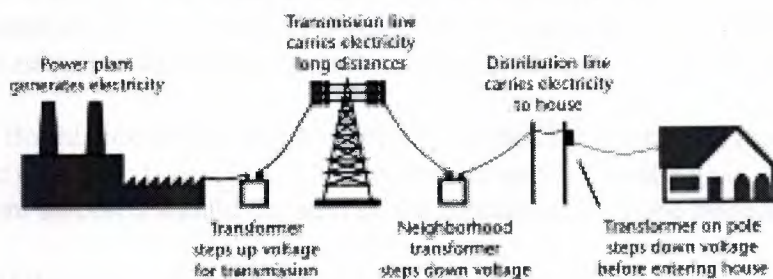 Power plant
generates electricity
Transmission line
carries electricity
long distances
Distribution line
carries electricity
to house
Transformer
steps up voltage
for transmission
Neighborhood
transformer
steps down voltage
Transformer on pole
steps down voltage
before entering house